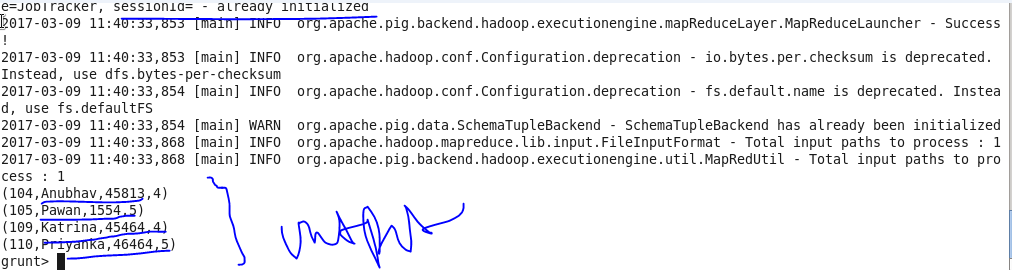 e=JobTracker, sessionId= - already initialized
2017-03-09 11:40:33,853 [main] INFO  org.apache.pig.backend.hadoop.executionengine.mapReduceLayer.MapReduceLauncher - Success
!
2017-03-09 11:40:33,853 [main] INFO  org.apache.hadoop.conf.Configuration.deprecation - io.bytes.per.checksum is deprecated.
Instead, use dfs.bytes-per-checksum
2017-03-09 11:40:33,854 [main] INFO  org.apache.hadoop.conf.Configuration.deprecation - fs.default.name is deprecated. Instea
d, use fs.defaultFS
2017-03-09 11:40:33,854 [main] WARN  org.apache.pig.data.SchemaTupleBackend - SchemaTupleBackend has already been initialized
2017-03-09 11:40:33,868 [main] INFO  org.apache.hadoop.mapreduce.lib.input.FileInputFormat - Total input paths to process : 1
2017-03-09 11:40:33,868 [main] INFO  org.apache.pig.backend.hadoop.executionengine.util.MapRedUtil - Total input paths to pro
cess : 1
(104,Anubhav,45813,4)
(105,Pawan,1554,5)
(109,Katrina,45464,4)
(110,Priyanka,46464,5)
grunt>